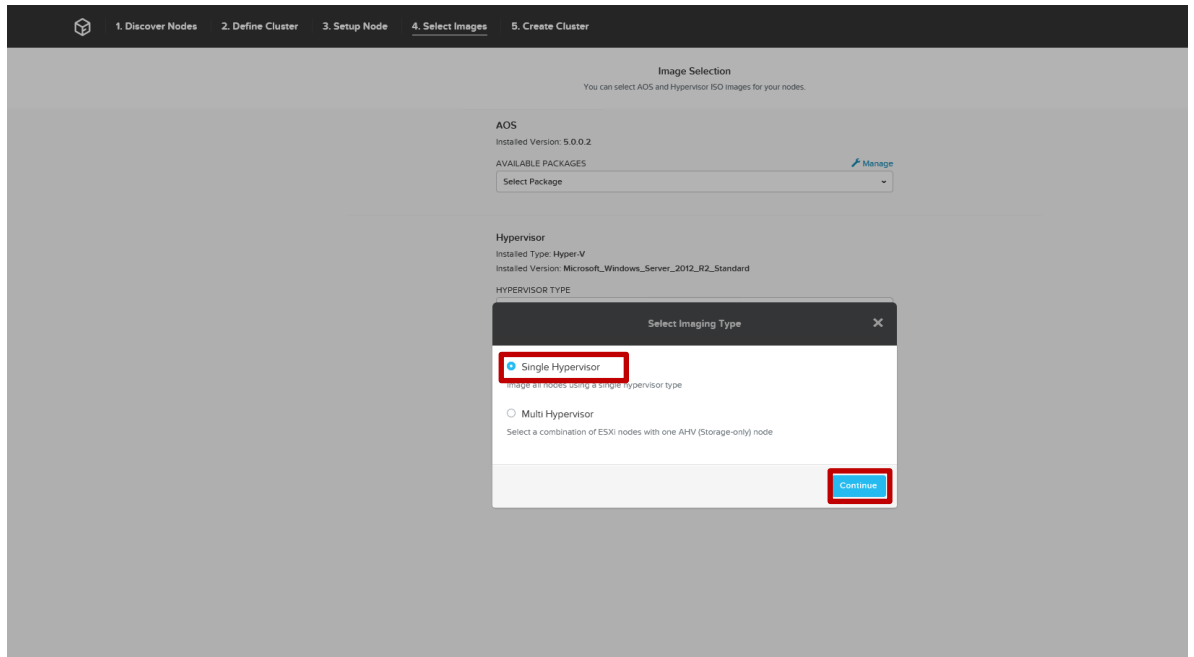 1. Discover Nodes 2. Define Cluster 3. Setup Node 4. Select Images 5. Create Cluster
Image Selection
You can select AOS and Hypervisor ISO images for your nodes.
AOS
Installed Version: 5.0.0.2
AVAILABLE PACKAGES Manage
Select Package
Hypervisor
Installed Type: Hyper-V
Installed Version: Microsoft_Windows_Server_2012_R2_Standard
HYPERVISOR TYPE
Select Imaging Type
Single Hypervisor
Image all nodes using a single hypervisor type
Multi Hypervisor
Select a combination of ESXi nodes with one AHV (Storage-only) node
Continue